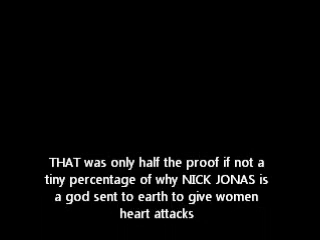 THAT was only half the proof if not a
tiny percentage of why NICK JONAS is
a god sent to earth to give women
heart attacks